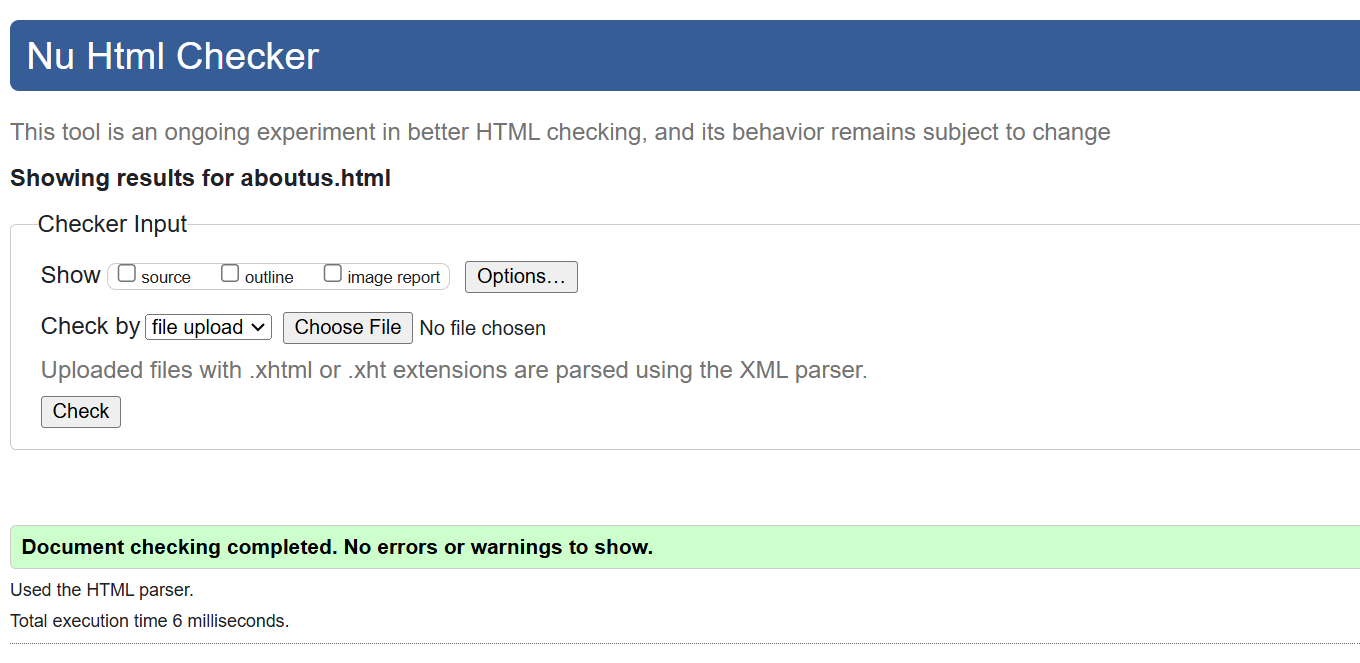 Nu Html Checker
This tool is an ongoing experiment in better HTML checking, and its behavior remains subject to change
Showing results for aboutus.html
Checker Input
Show source outline image report Options…
Check by file upload Choose File No file chosen
Uploaded files with .xhtml or .xht extensions are parsed using the XML parser.
Check
Document checking completed. No errors or warnings to show.
Used the HTML parser.
Total execution time 6 milliseconds.